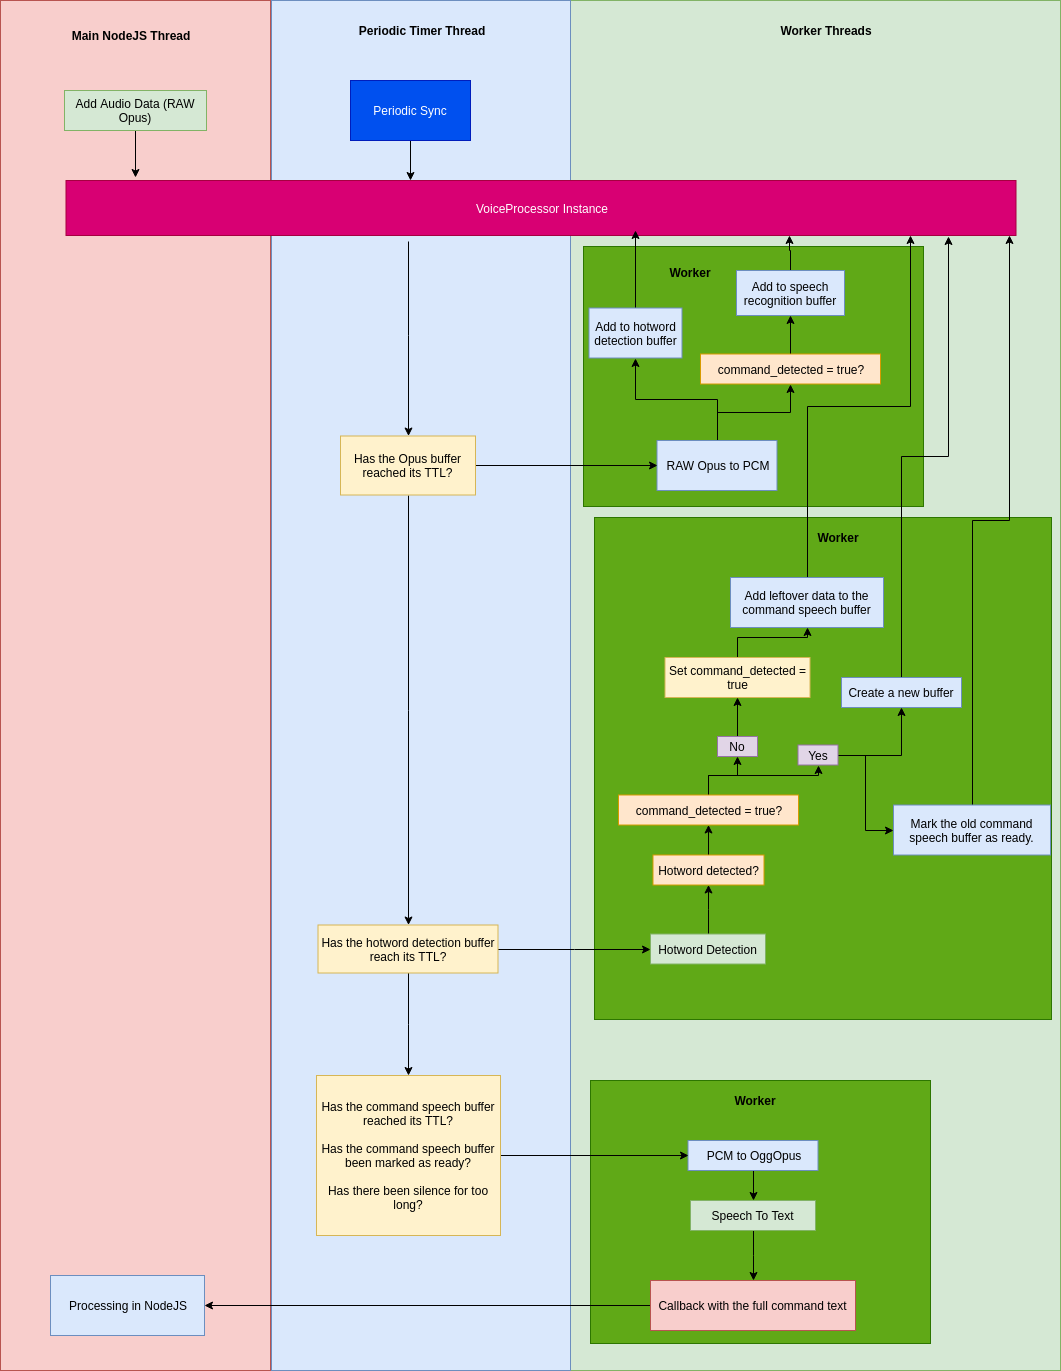 Main NodeJS Thread
Periodic Timer Thread
Worker Threads
Add Audio Data (RAW
Opus)
Periodic Sync
VoiceProcessor Instance
Worker
Add to speech
recognition buffer
Add to hotword
detection buffer
command_detected = true?
Has the Opus buffer
reached its TTL?
RAW Opus to PCM
Worker
Add leftover data to the
command speech buffer
Set command_detected =
true
Create a new buffer
No
Yes
command_detected = true?
Mark the old command
speech buffer as ready.
Hotword detected?
Has the hotword detection buffer
reach its TTL?
Hotword Detection
Worker
Has the command speech buffer
reached its TTL?
Has the command speech buffer
been marked as ready?
Has there been silence for too
long?
PCM to OggOpus
Speech To Text
Callback with the full command text
Processing in NodeJS